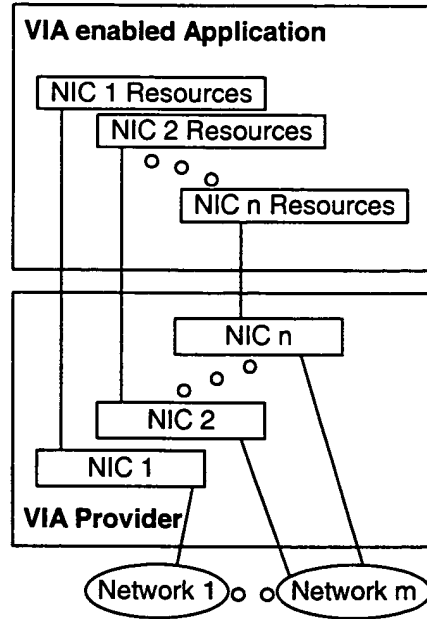 VIA enabled Application
NIC 1 Resources
NIC 2 Resources
NIC n Resources
NIC n
NIC 2
NIC 1
VIA Provider
Network 1
Network m